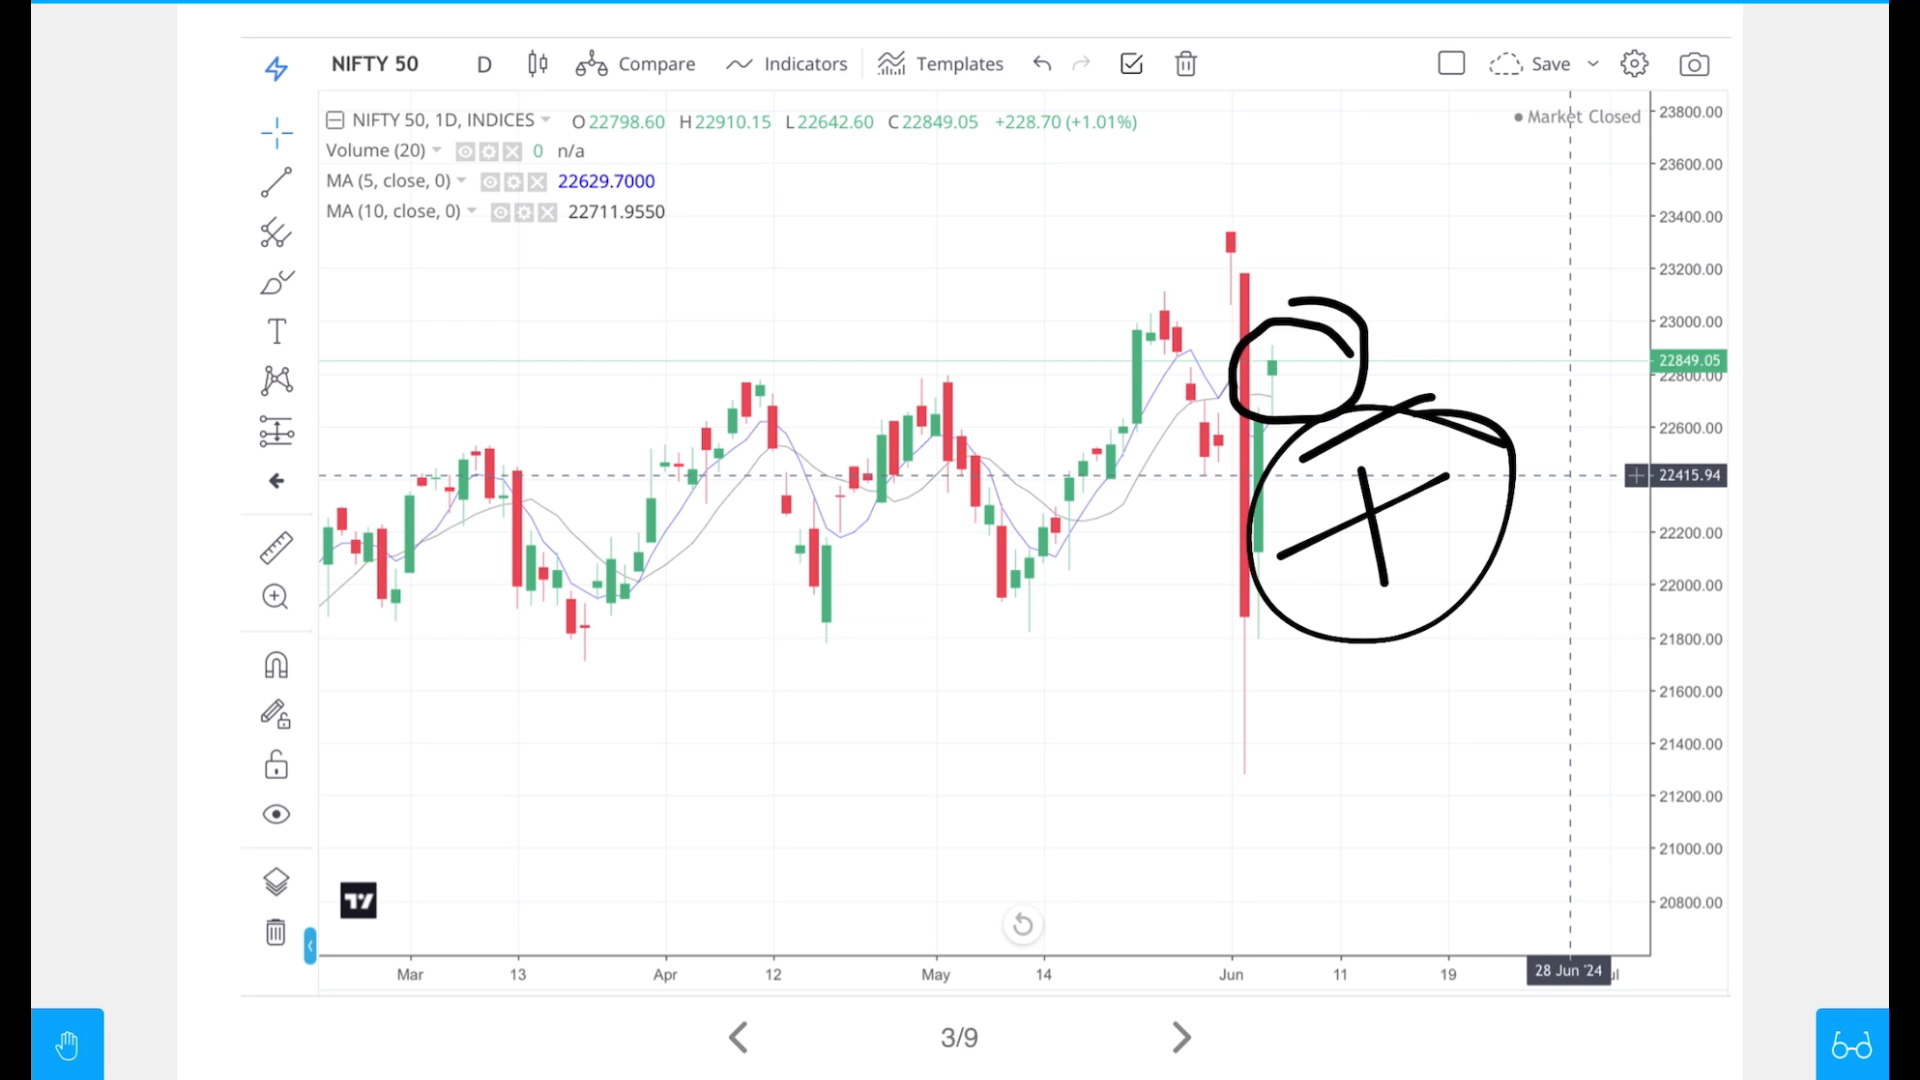 NIFTY 50 D Compare Indicators Templates Save
NIFTY 50, 1D, INDICES O22798.60 H22910.15 L22642.60 C22849.05 +228.70 (+1.01%)
Market Closed
Volume (20) 0 n/a
MA (5, close, 0) 22629.7000
MA (10, close, 0) 22711.9550
23800.00
23600.00
23400.00
23200.00
23000.00
22849.05
22800.00
22600.00
22415.94
22200.00
22000.00
21800.00
21600.00
21400.00
21200.00
21000.00
20800.00
Mar 13 Apr 12 May 14 Jun 11 19 28 Jun '24
3/9